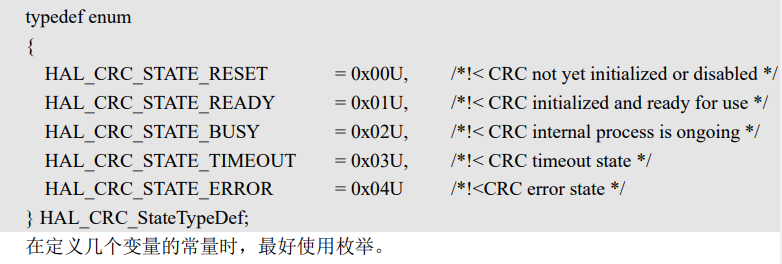 typedef enum
{
HAL_CRC_STATE_RESET = 0x00U, /*!< CRC not yet initialized or disabled */
HAL_CRC_STATE_READY = 0x01U, /*!< CRC initialized and ready for use */
HAL_CRC_STATE_BUSY = 0x02U, /*!< CRC internal process is ongoing */
HAL_CRC_STATE_TIMEOUT = 0x03U, /*!< CRC timeout state */
HAL_CRC_STATE_ERROR = 0x04U /*!<CRC error state */
} HAL_CRC_StateTypeDef;
在定义几个变量的常量时，最好使用枚举。